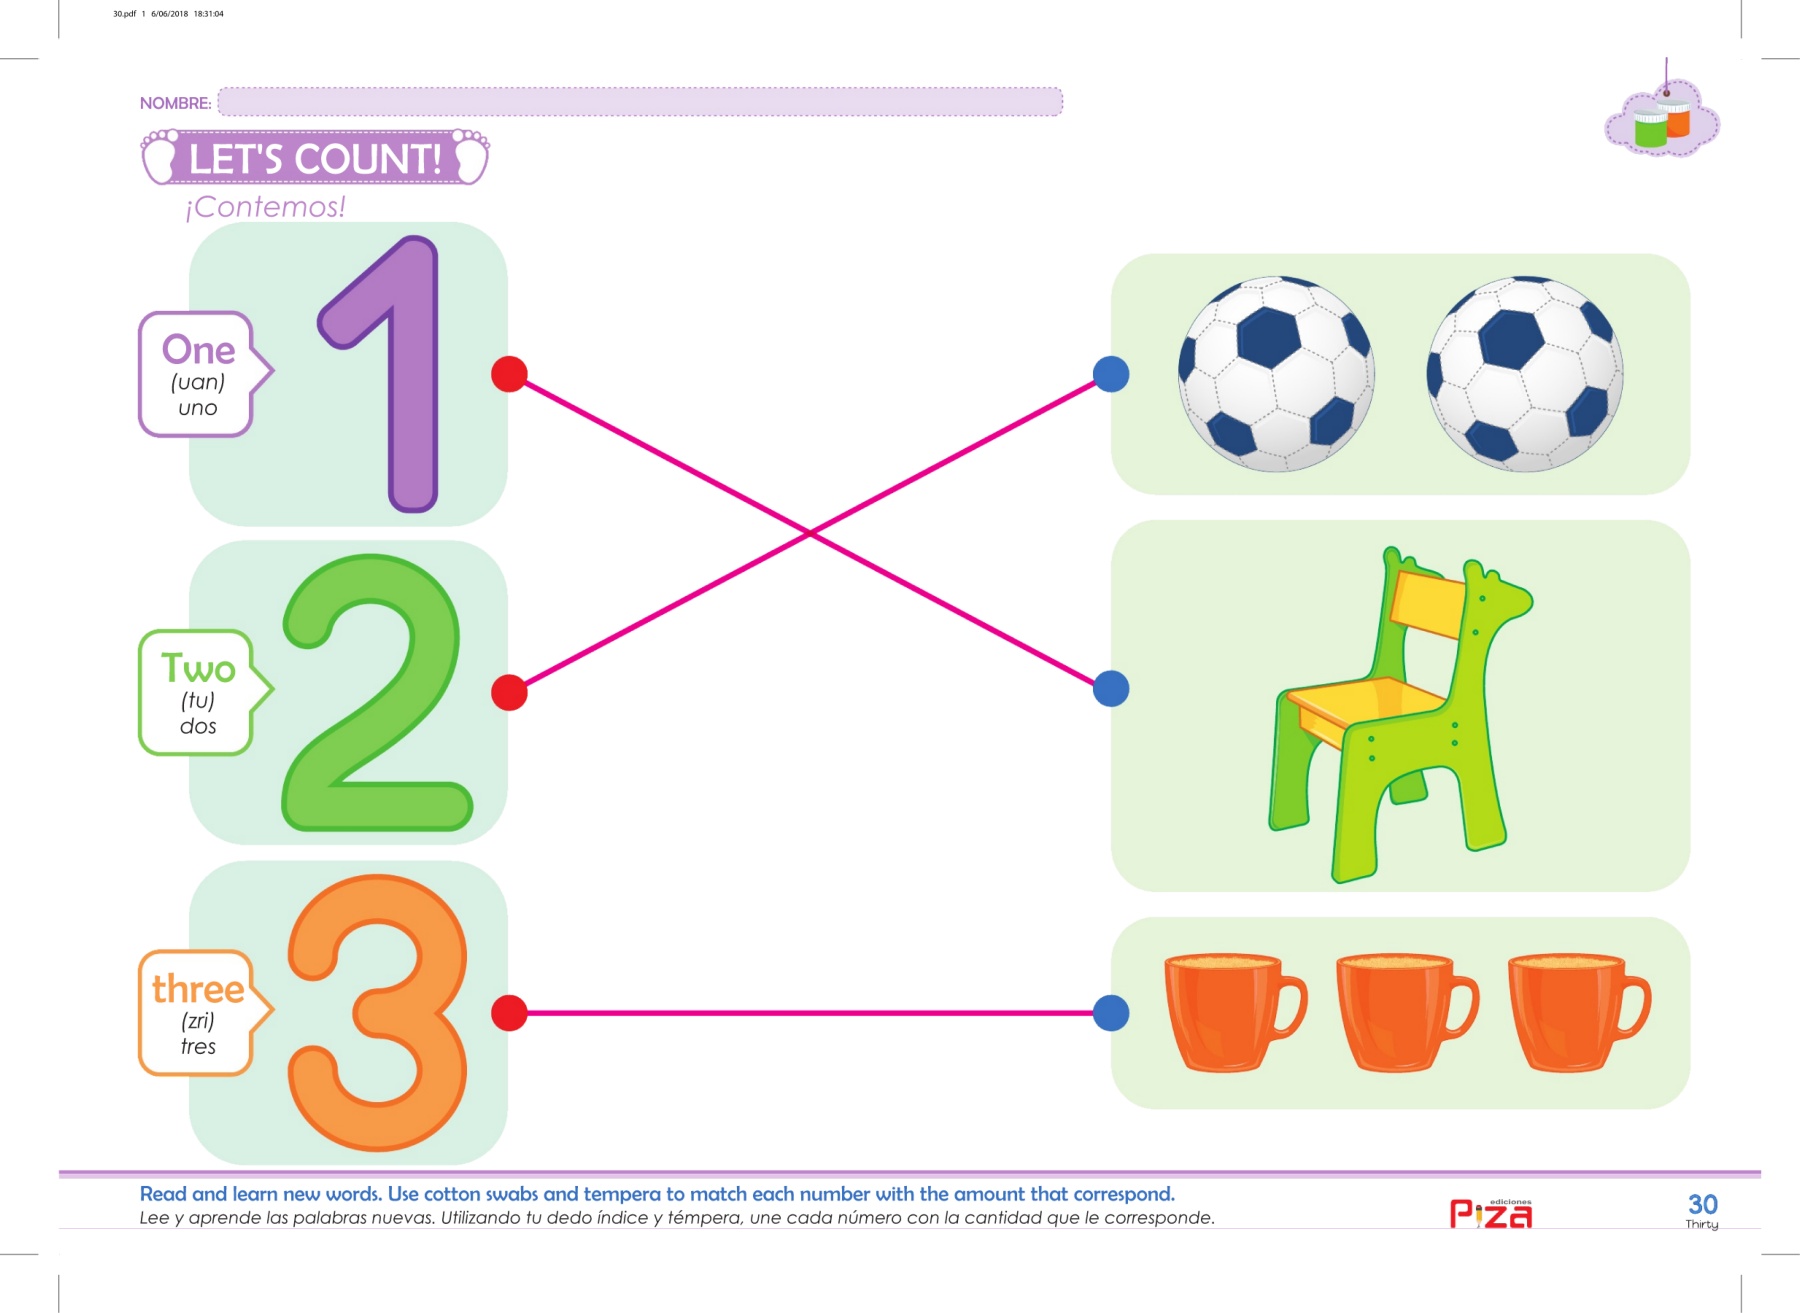 30.pdf 1 6/06/2018 18:31:04
NOMBRE:
LET'S COUNT!
¡Contemos!
One
(uan)
uno
1
Two
(tu)
dos
2
three
(zri)
tres
3
Read and learn new words. Use cotton swabs and tempera to match each number with the amount that correspond.
Lee y aprende las palabras nuevas. Utilizando tu dedo índice y témpera, une cada número con la cantidad que le corresponde.
ediciones
Piza
30
Thirty